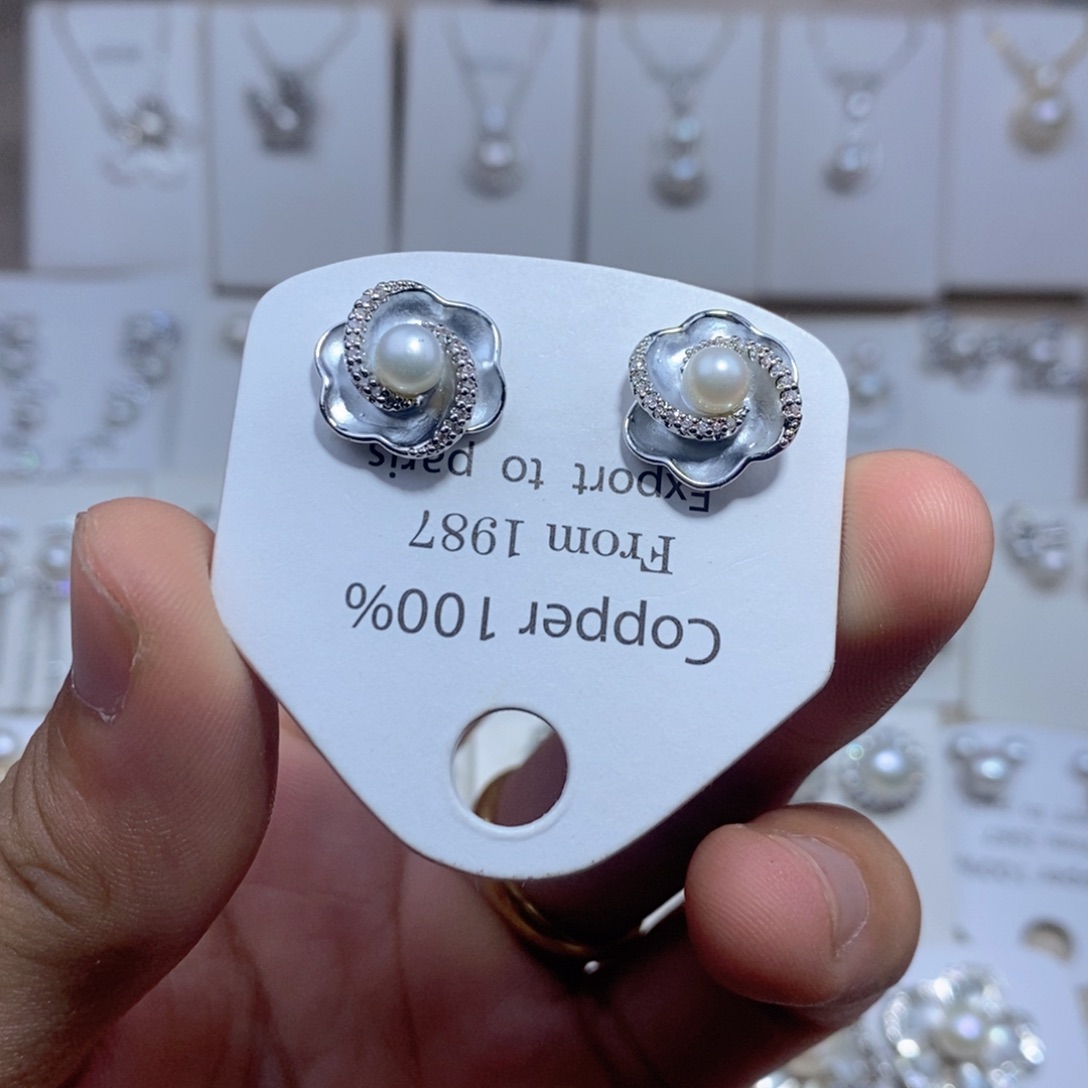 Copper 100%
From 1987
Export to paris